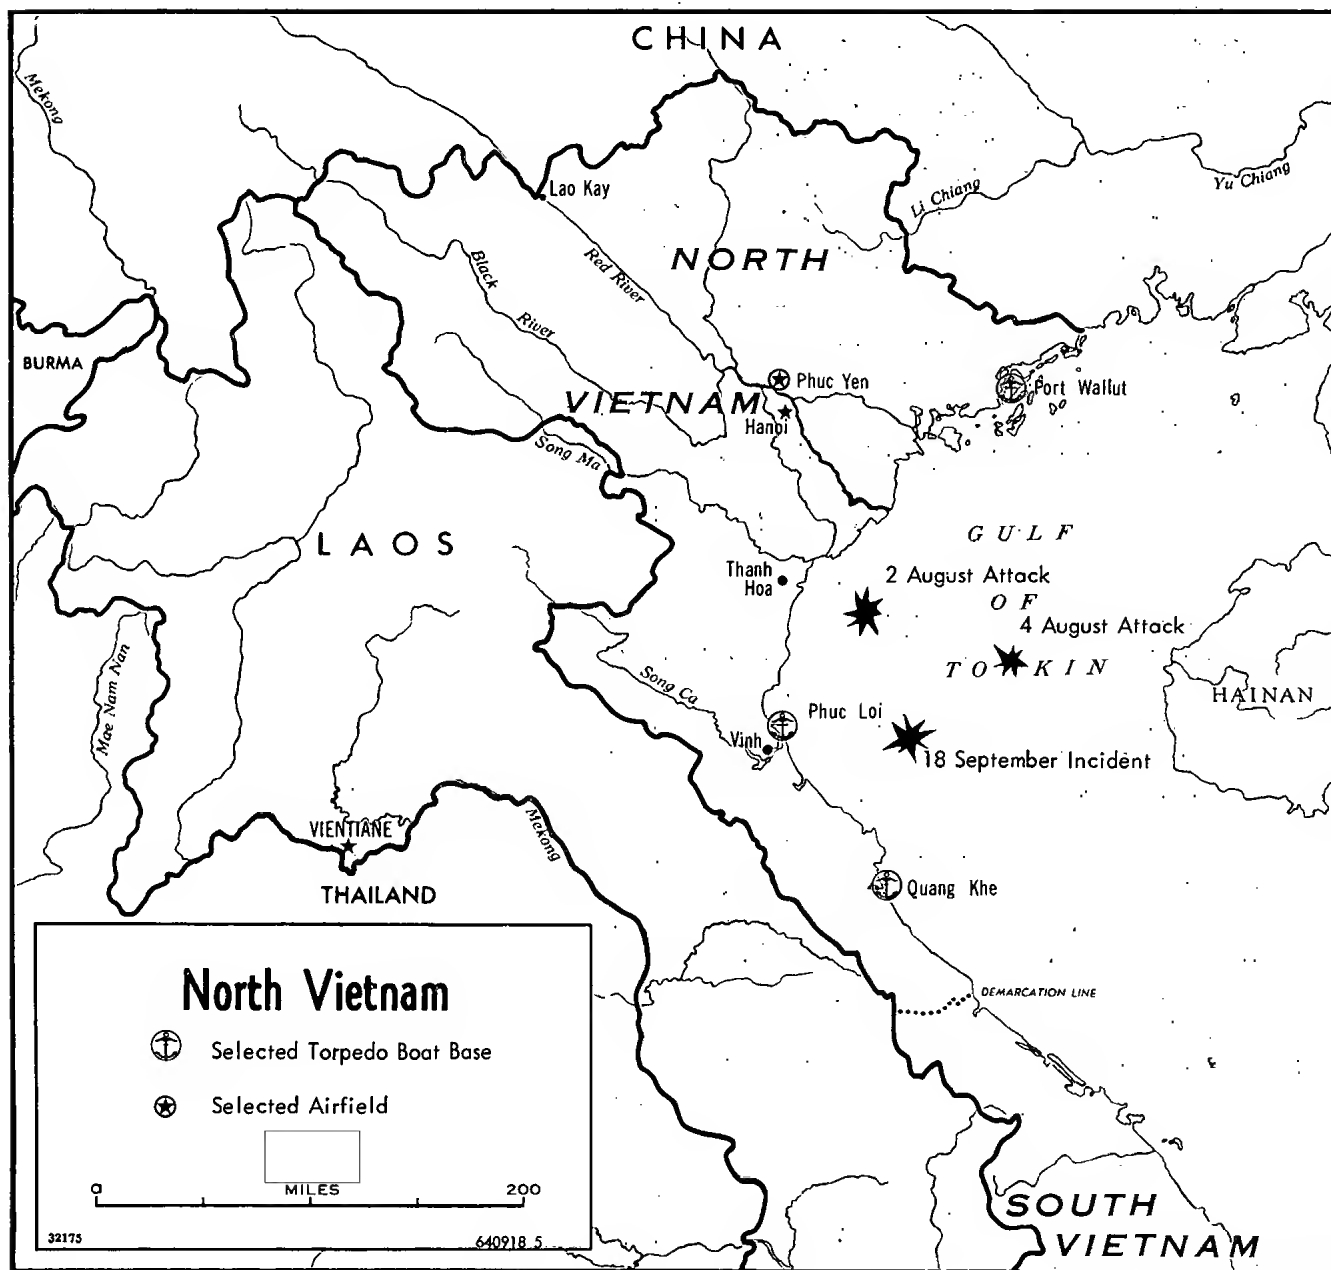 CHINA
Mekong
Lao Kay
Li Chiang
Yu Chiang
NORTH
Black
River
Red River
BURMA
Phuc Yen
Port Wallut
VIETNAM
Hanoi
Song Ma
LAOS
GULF
Thanh
Hoa
2 August Attack
OF
4 August Attack
TONKIN
Mae Nam Nan
Song Ca
HAINAN
Phuc Loi
Vinh
18 September Incident
VIENTIANE
Mekong
THAILAND
Quang Khe
North Vietnam
DEMARCATION LINE
Selected Torpedo Boat Base
Selected Airfield
0 MILES 200
32175 640918 5
SOUTH
VIETNAM